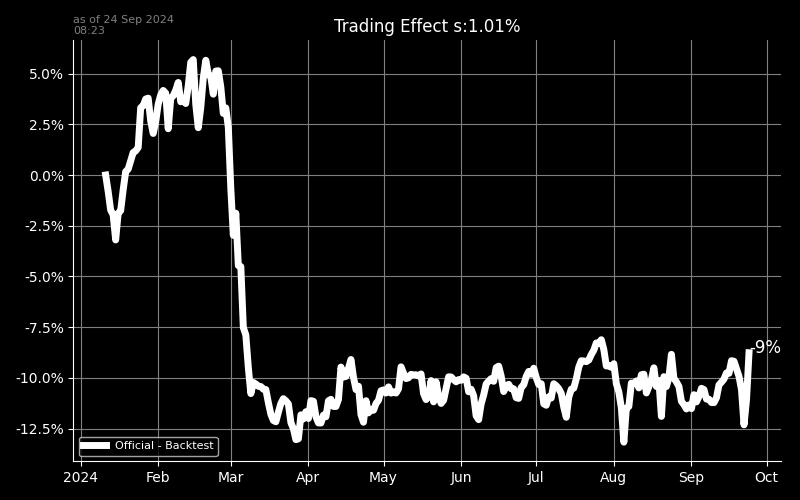 as of 24 Sep 2024
08:23
Trading Effect s:1.01%
5.0%
2.5%
0.0%
-2.5%
-5.0%
-7.5%
-10.0%
-12.5%
-9%
Official - Backtest
2024 Feb Mar Apr May Jun Jul Aug Sep Oct